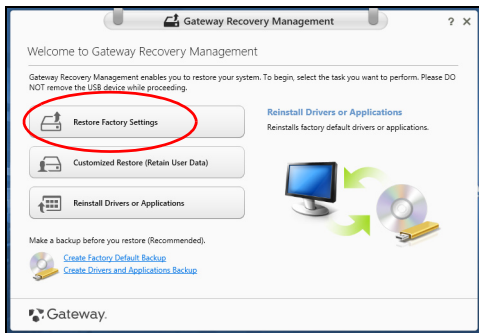 Gateway Recovery Management
? X
Welcome to Gateway Recovery Management
Gateway Recovery Management enables you to restore your system. To begin, select the task you want to perform. Please DO
NOT remove the USB device while proceeding.
Restore Factory Settings
Customized Restore (Retain User Data)
Reinstall Drivers or Applications
Reinstall Drivers or Applications
Reinstalls factory default drivers or applications.
Make a backup before you restore (Recommended).
Create Factory Default Backup
Create Drivers and Applications Backup
Gateway.